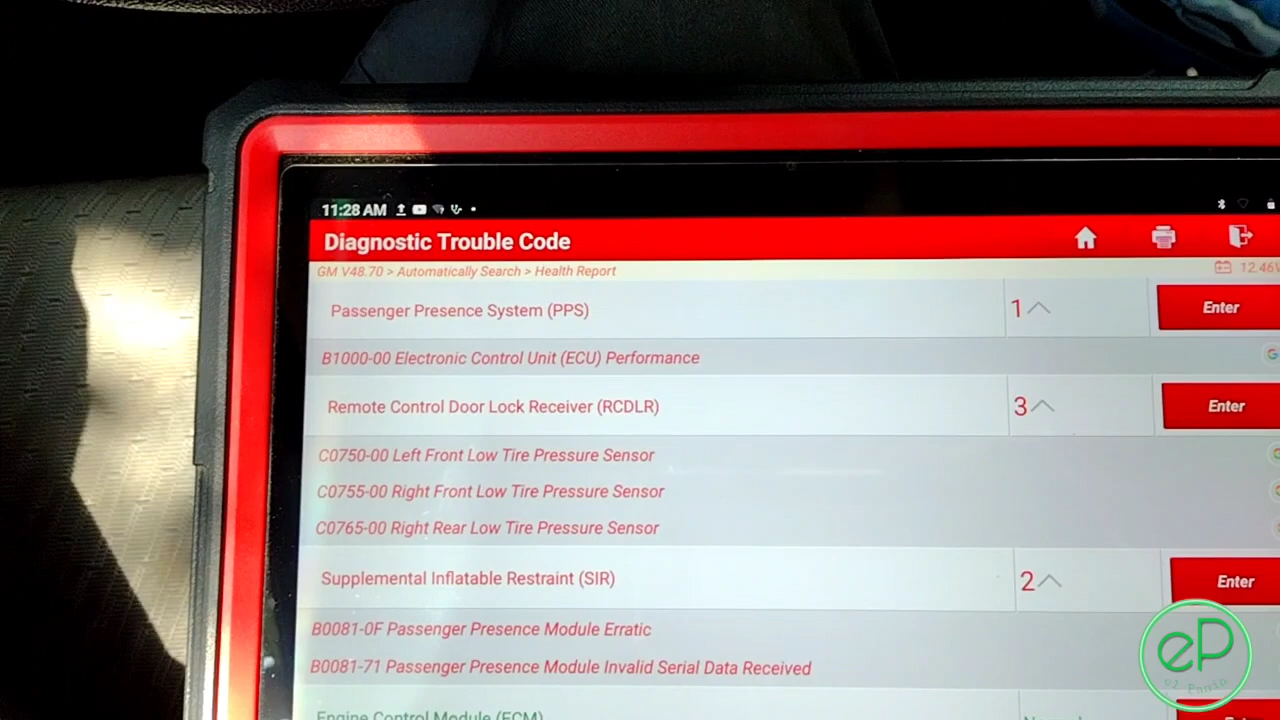 11:28 AM
Diagnostic Trouble Code
GM V48.70 > Automatically Search > Health Report
12.46V
Passenger Presence System (PPS) 1 Enter
B1000-00 Electronic Control Unit (ECU) Performance
Remote Control Door Lock Receiver (RCDLR) 3 Enter
C0750-00 Left Front Low Tire Pressure Sensor
C0755-00 Right Front Low Tire Pressure Sensor
C0765-00 Right Rear Low Tire Pressure Sensor
Supplemental Inflatable Restraint (SIR) 2 Enter
B0081-0F Passenger Presence Module Erratic
B0081-71 Passenger Presence Module Invalid Serial Data Received
Engine Control Module (ECM)
eP